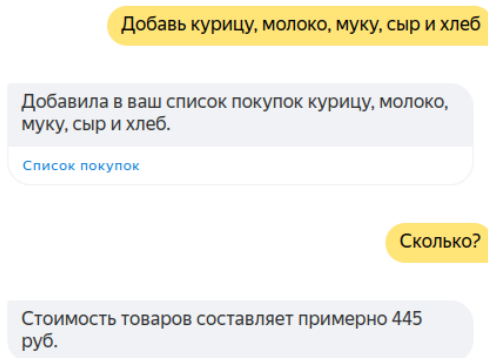 Добавь курицу, молоко, муку, сыр и хлеб
Добавила в ваш список покупок курицу, молоко,
муку, сыр и хлеб.
Список покупок
Сколько?
Стоимость товаров составляет примерно 445
руб.